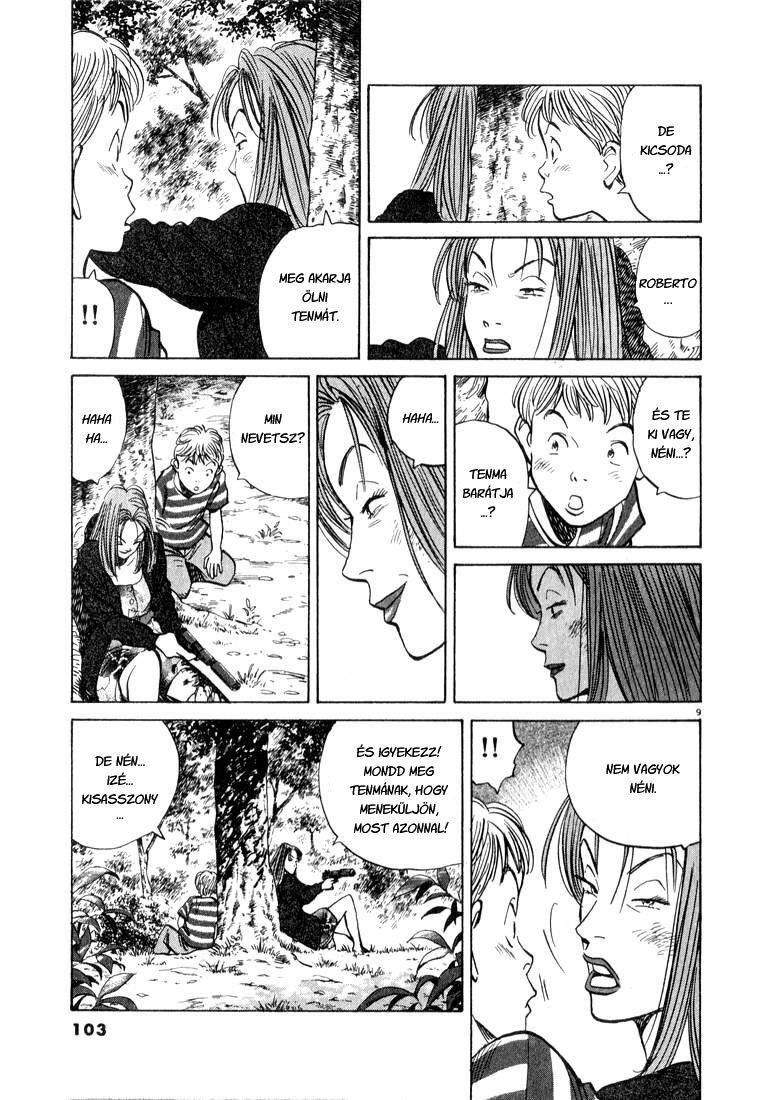 DE
KICSODA
...?
ROBERTO
...
MEG AKARJA
ÖLNI
TENMÁT.
!!
ÉS TE
KI VAGY,
NÉNI...?
TENMA
BARÁTJA
...?
HAHA...
MIN
NEVETSZ?
HAHA
HA...
9
NEM VAGYOK
NÉNI.
!!
ÉS IGYEKEZZ!
MONDD MEG
TENMÁNAK, HOGY
MENEKÜLJÖN,
MOST AZONNAL!
DE NÉN...
IZÉ...
KISASSZONY
...
103